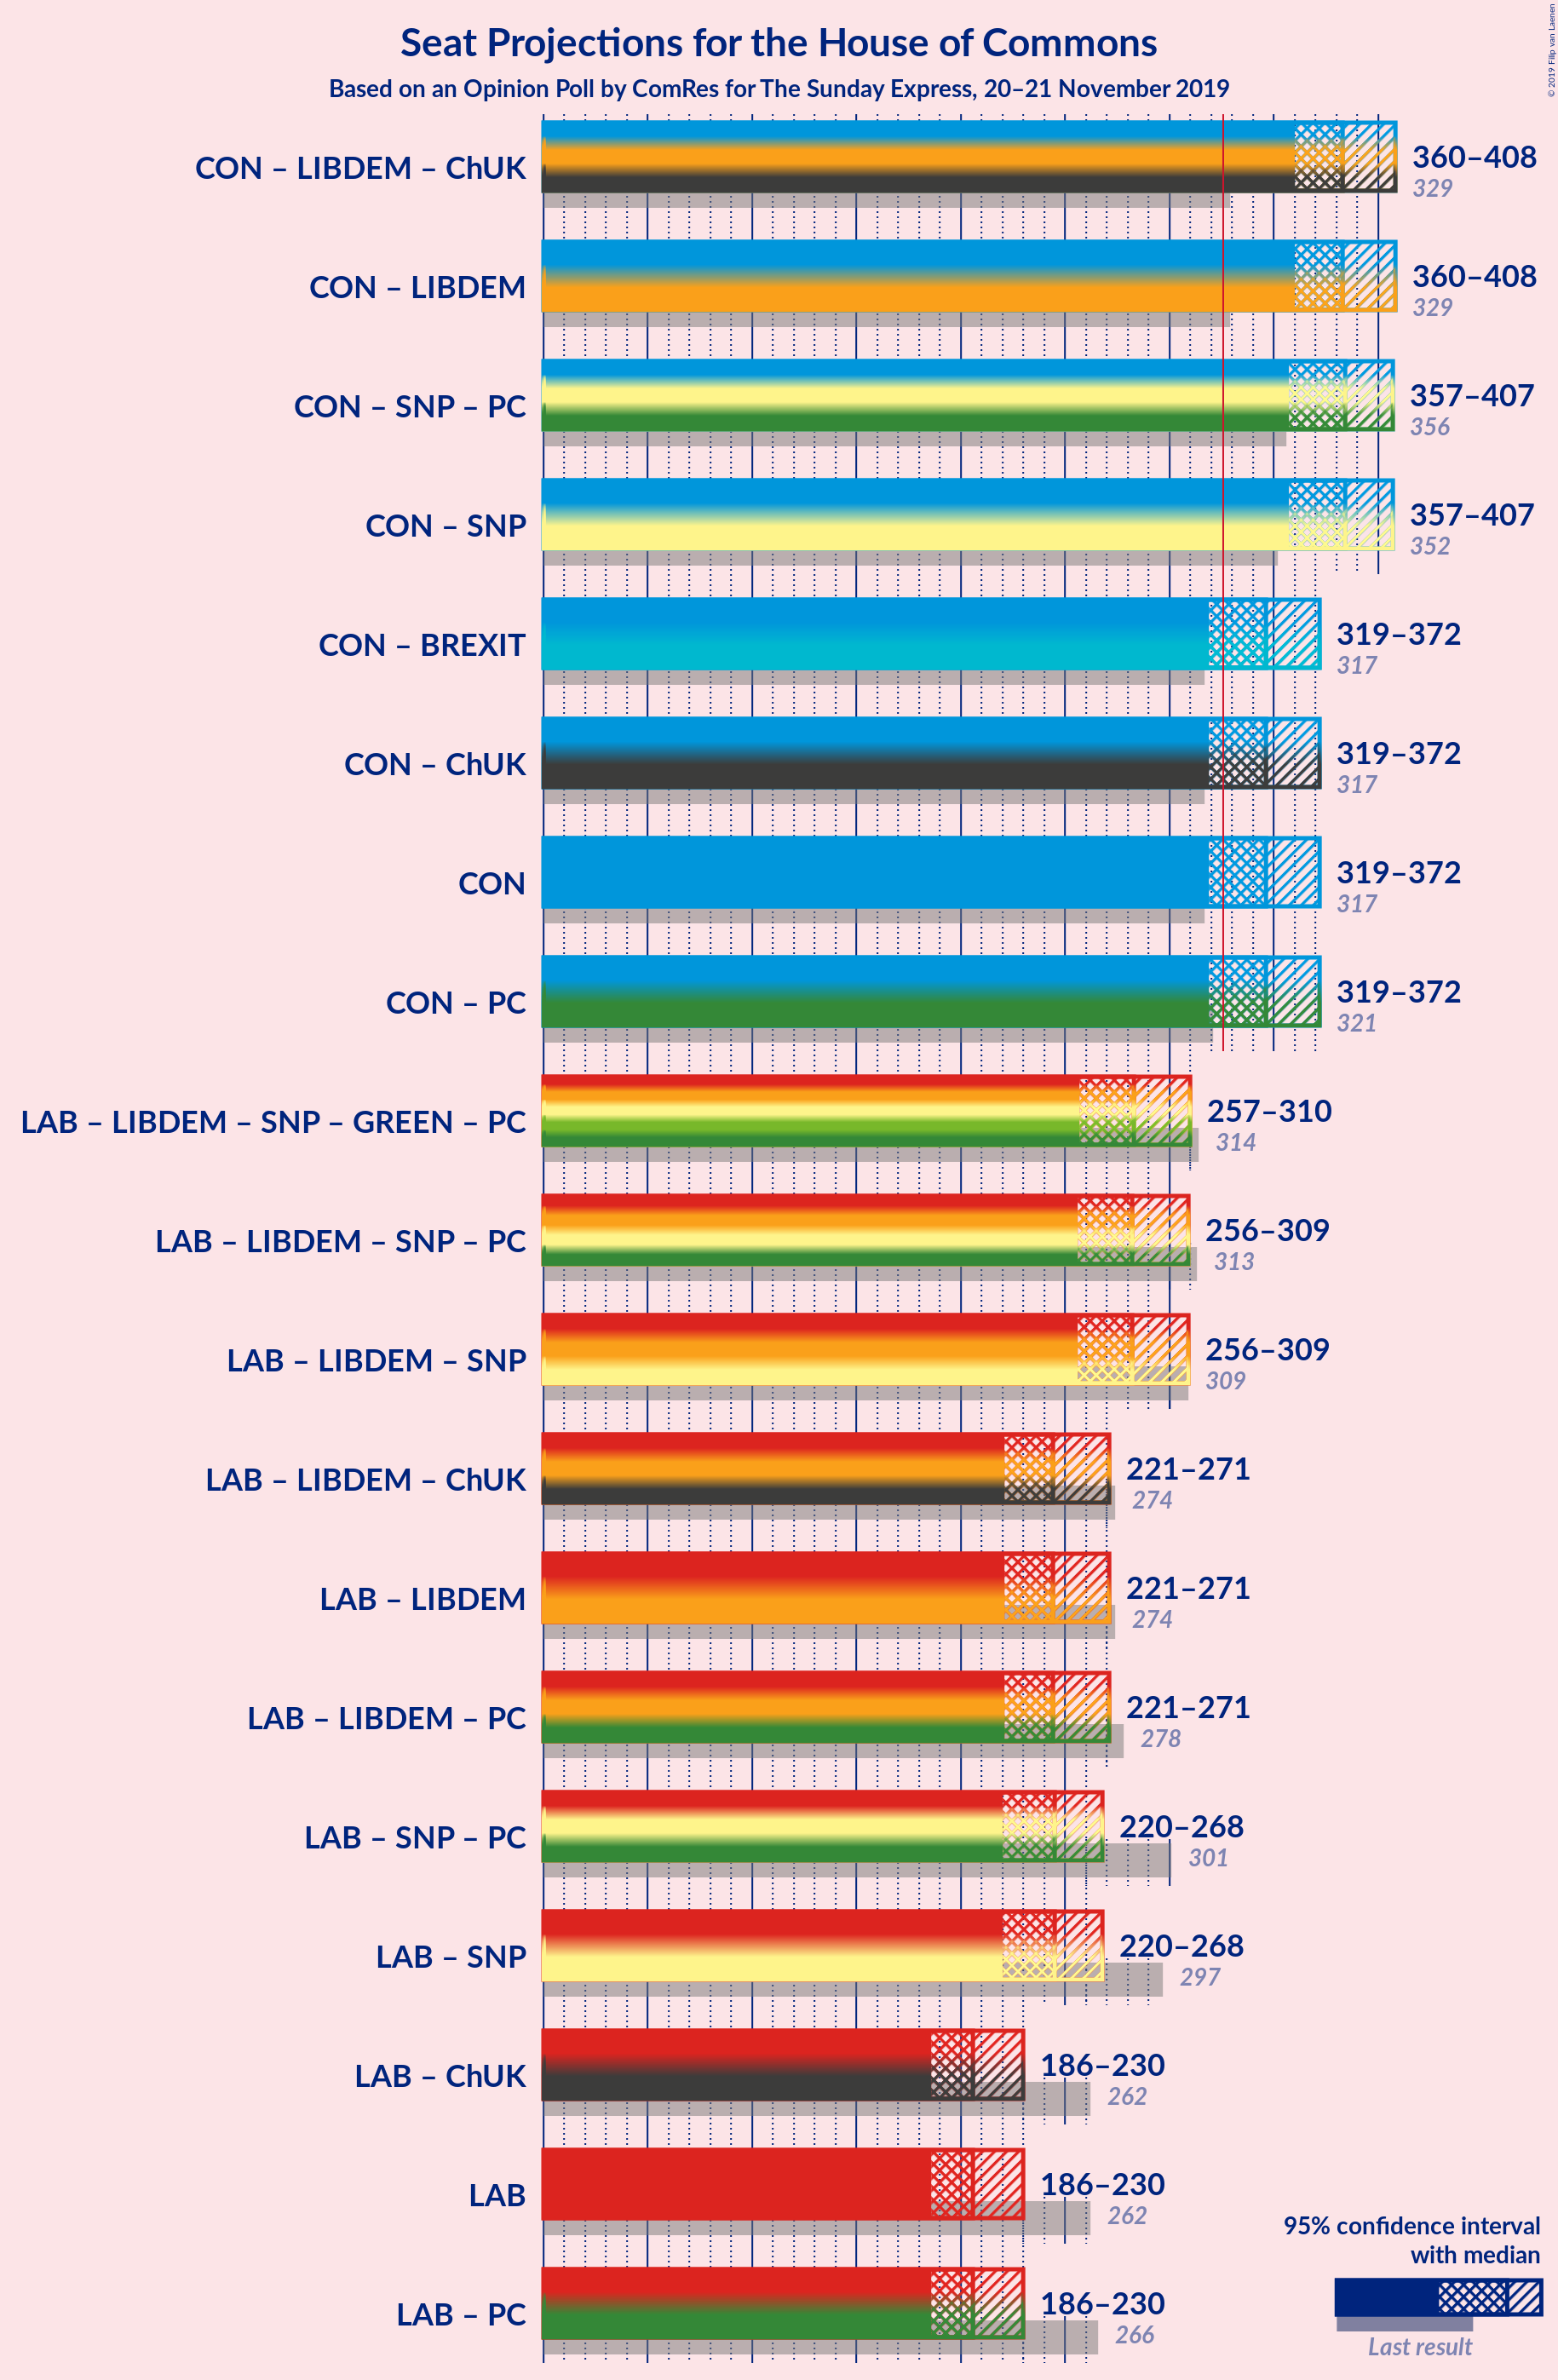 © 2019 Filip van Laenen
Seat Projections for the House of Commons
Based on an Opinion Poll by ComRes for The Sunday Express, 20–21 November 2019
CON – LIBDEM – ChUK
360–408
329
CON – LIBDEM
360–408
329
CON – SNP – PC
357–407
356
CON – SNP
357–407
352
CON – BREXIT
319–372
317
CON – ChUK
319–372
317
CON
319–372
317
CON – PC
319–372
321
LAB – LIBDEM – SNP – GREEN – PC
257–310
314
LAB – LIBDEM – SNP – PC
256–309
313
LAB – LIBDEM – SNP
256–309
309
LAB – LIBDEM – ChUK
221–271
274
LAB – LIBDEM
221–271
274
LAB – LIBDEM – PC
221–271
278
LAB – SNP – PC
220–268
301
LAB – SNP
220–268
297
LAB – ChUK
186–230
262
LAB
186–230
262
LAB – PC
186–230
266
95% confidence interval
with median
Last result